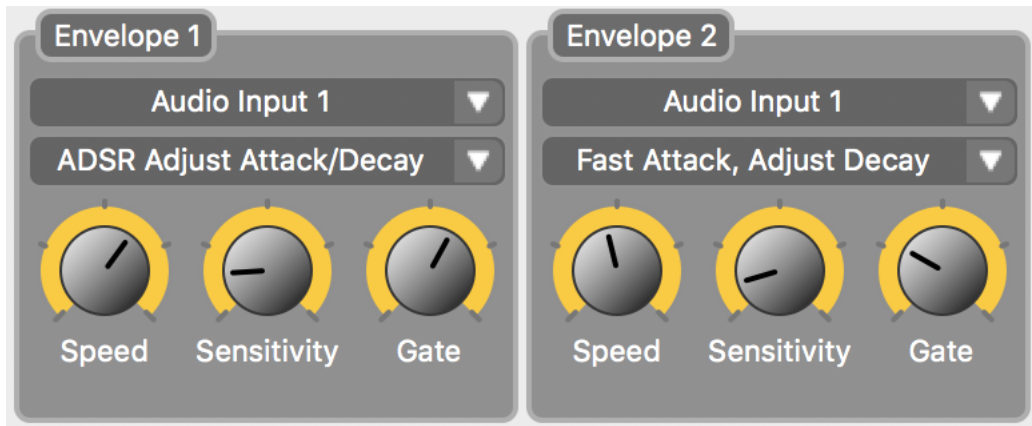 Envelope 1
Audio Input 1
ADSR Adjust Attack/Decay
Speed
Sensitivity
Gate
Envelope 2
Audio Input 1
Fast Attack, Adjust Decay
Speed
Sensitivity
Gate